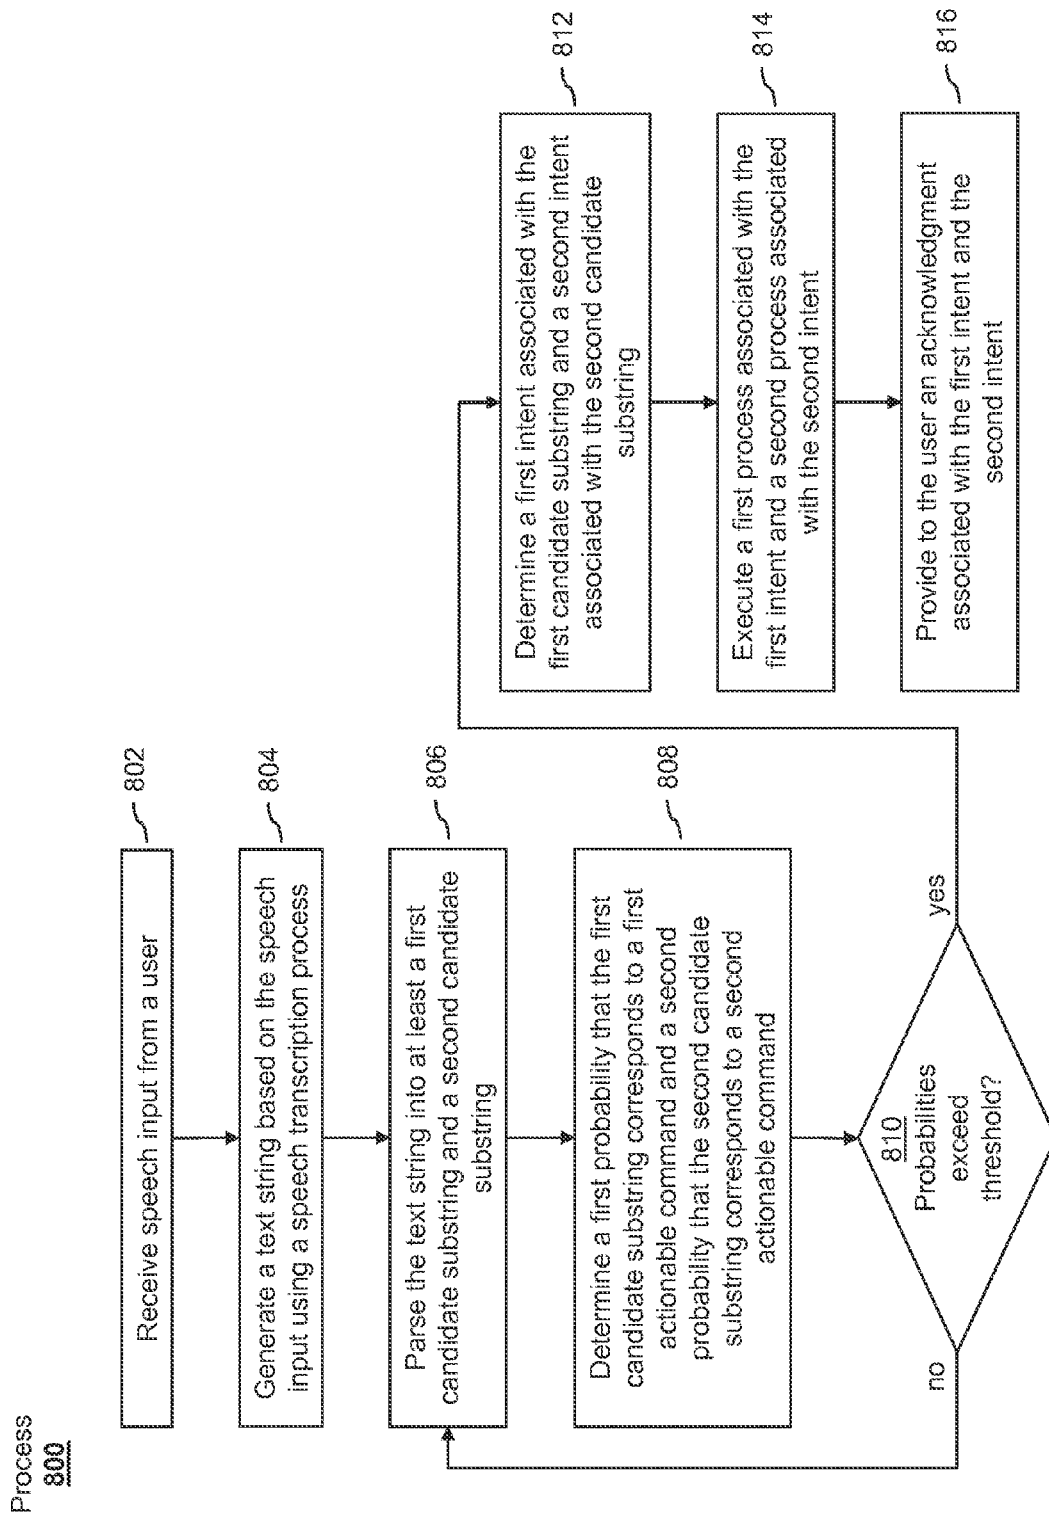 Process
800
Receive speech input from a user
802
Generate a text string based on the speech
input using a speech transcription process
804
Parse the text string into at least a first
candidate substring and a second candidate
substring
806
Determine a first probability that the first
candidate substring corresponds to a first
actionable command and a second
probability that the second candidate
substring corresponds to a second
actionable command
808
810
Probabilities
exceed
threshold?
no
yes
Determine a first intent associated with the
first candidate substring and a second intent
associated with the second candidate
substring
812
Execute a first process associated with the
first intent and a second process associated
with the second intent
814
Provide to the user an acknowledgment
associated with the first intent and the
second intent
816